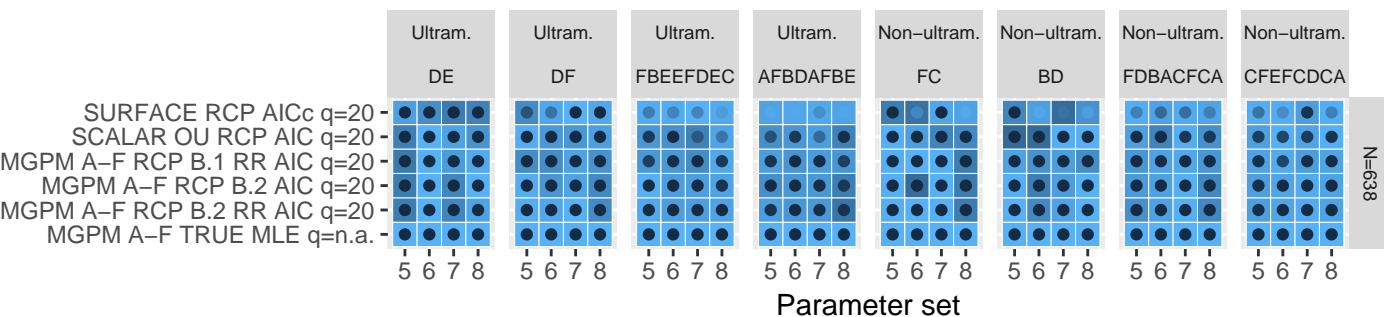 Ultram. Ultram. Ultram. Ultram. Non−ultram. Non−ultram. Non−ultram. Non−ultram.
DE DF FBEEFDEC AFBDAFBE FC BD FDBACFCA CFEFCDCA
SURFACE RCP AICc q=20
SCALAR OU RCP AIC q=20
MGPM A−F RCP B.1 RR AIC q=20
MGPM A−F RCP B.2 AIC q=20
MGPM A−F RCP B.2 RR AIC q=20
MGPM A−F TRUE MLE q=n.a.
N=638
5 6 7 8 5 6 7 8 5 6 7 8 5 6 7 8 5 6 7 8 5 6 7 8 5 6 7 8 5 6 7 8
Parameter set